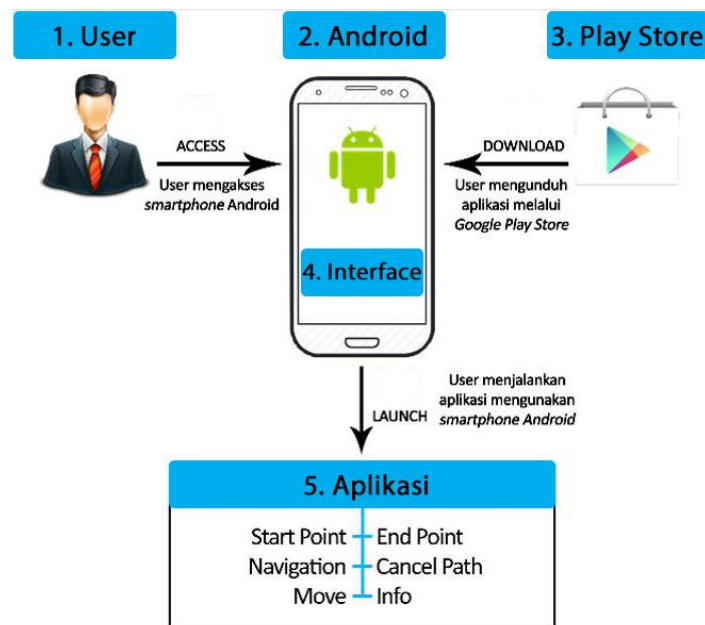 1. User
2. Android
3. Play Store
ACCESS
User mengakses
smartphone Android
DOWNLOAD
User mengunduh
aplikasi melalui
Google Play Store
4. Interface
LAUNCH
User menjalankan
aplikasi mengunakan
smartphone Android
5. Aplikasi
Start Point
End Point
Navigation
Cancel Path
Move
Info